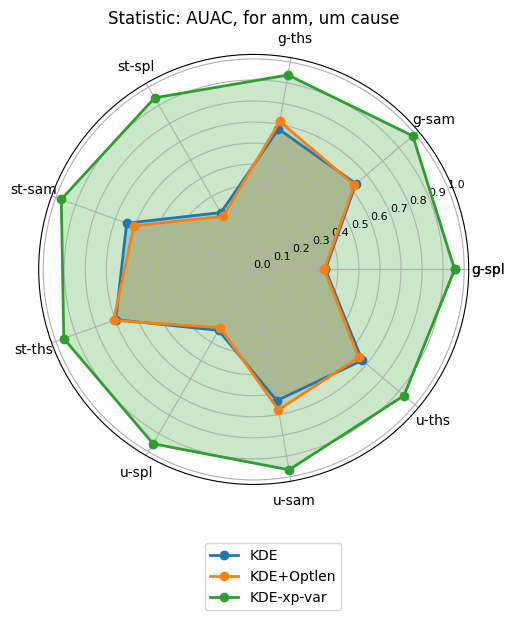 Statistic: AUAC, for anm, um cause
g-ths
st-spl
g-sam
st-sam
1.0
0.9
0.8
0.7
0.6
0.5
0.4
0.3
0.2
0.1
0.0
g-spl
st-ths
u-ths
u-spl
u-sam
KDE
KDE+Optlen
KDE-xp-var